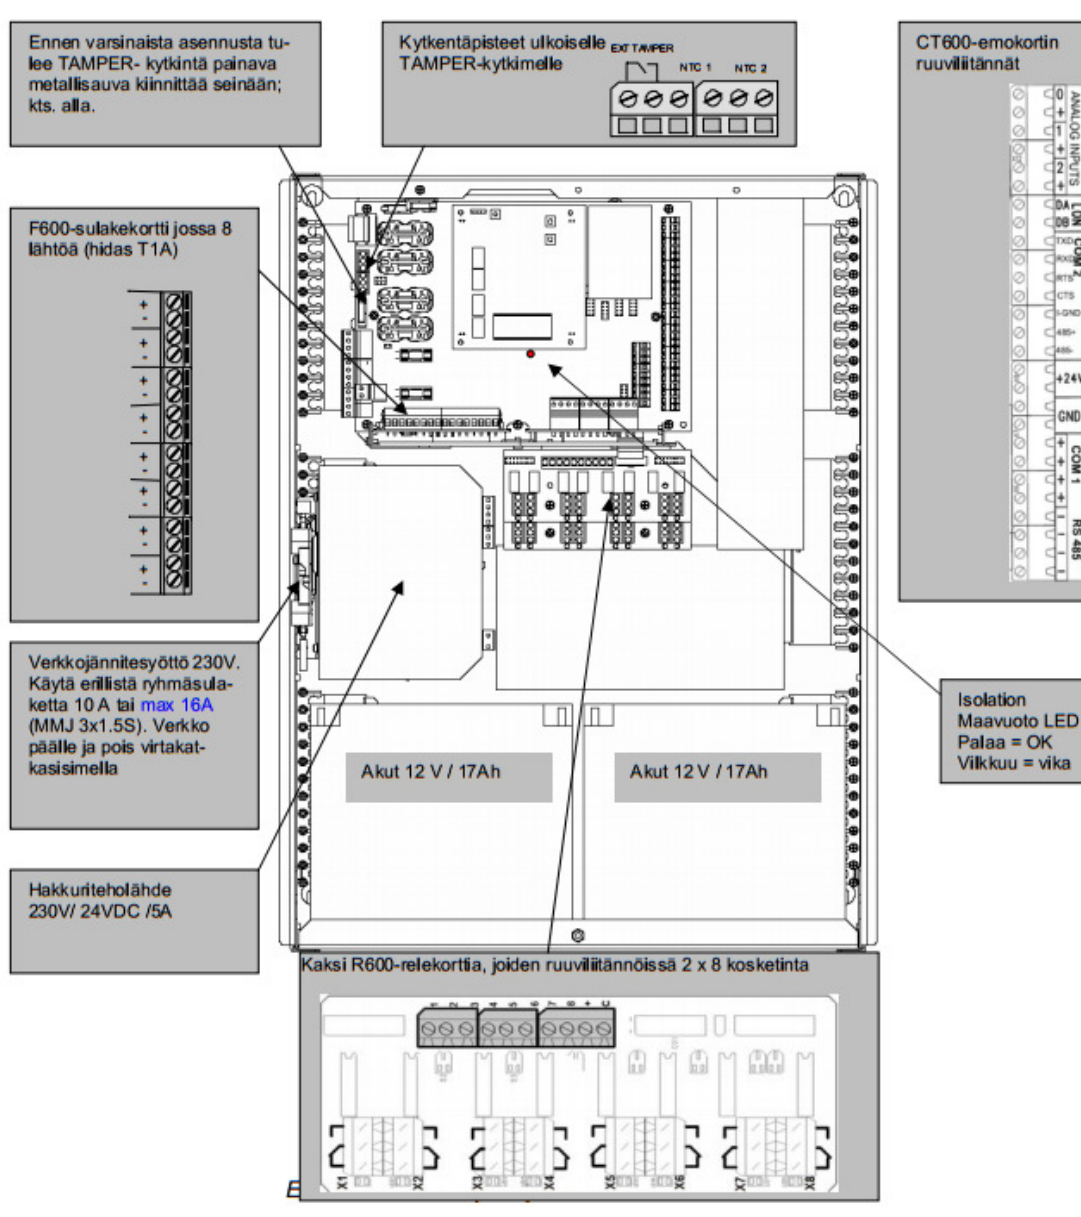 Ennen varsinaista asennusta tu-
lee TAMPER- kytkintä painava
metallisauva kiinnittää seinään;
kts. alla.
Kytkentäpisteet ulkoiselle
TAMPER-kytkimelle
EXT TAMPER
NTC 1
NTC 2
CT600-emokortin
ruuviliitännät
0
+
1
+
2
+
ANALOG INPUTS
DA
DB
LON
TXD
RXD
RTS
CTS
COM 2
I-GND
485+
485-
+24V
GND
+
+
+
+
-
-
-
-
COM 1
RS 485
F600-sulakekortti jossa 8
lähtöä (hidas T1A)
+
-
+
-
+
-
+
-
+
-
+
-
+
-
+
-
Verkkojännitesyöttö 230V.
Käytä erillistä ryhmäsula-
ketta 10 A tai max 16A
(MMJ 3x1.5S). Verkko
päälle ja pois virtakat-
kasisimella
Isolation
Maavuoto LED
Palaa = OK
Vilkkuu = vika
Akut 12 V / 17Ah
Akut 12 V / 17Ah
Hakkuriteholähde
230V/ 24VDC /5A
Kaksi R600-relekorttia, joiden ruuviliitännöissä 2 x 8 kosketinta
1 2 3 4 5 6 7 8 + C
X1 X2 X3 X4 X5 X6 X7 X8